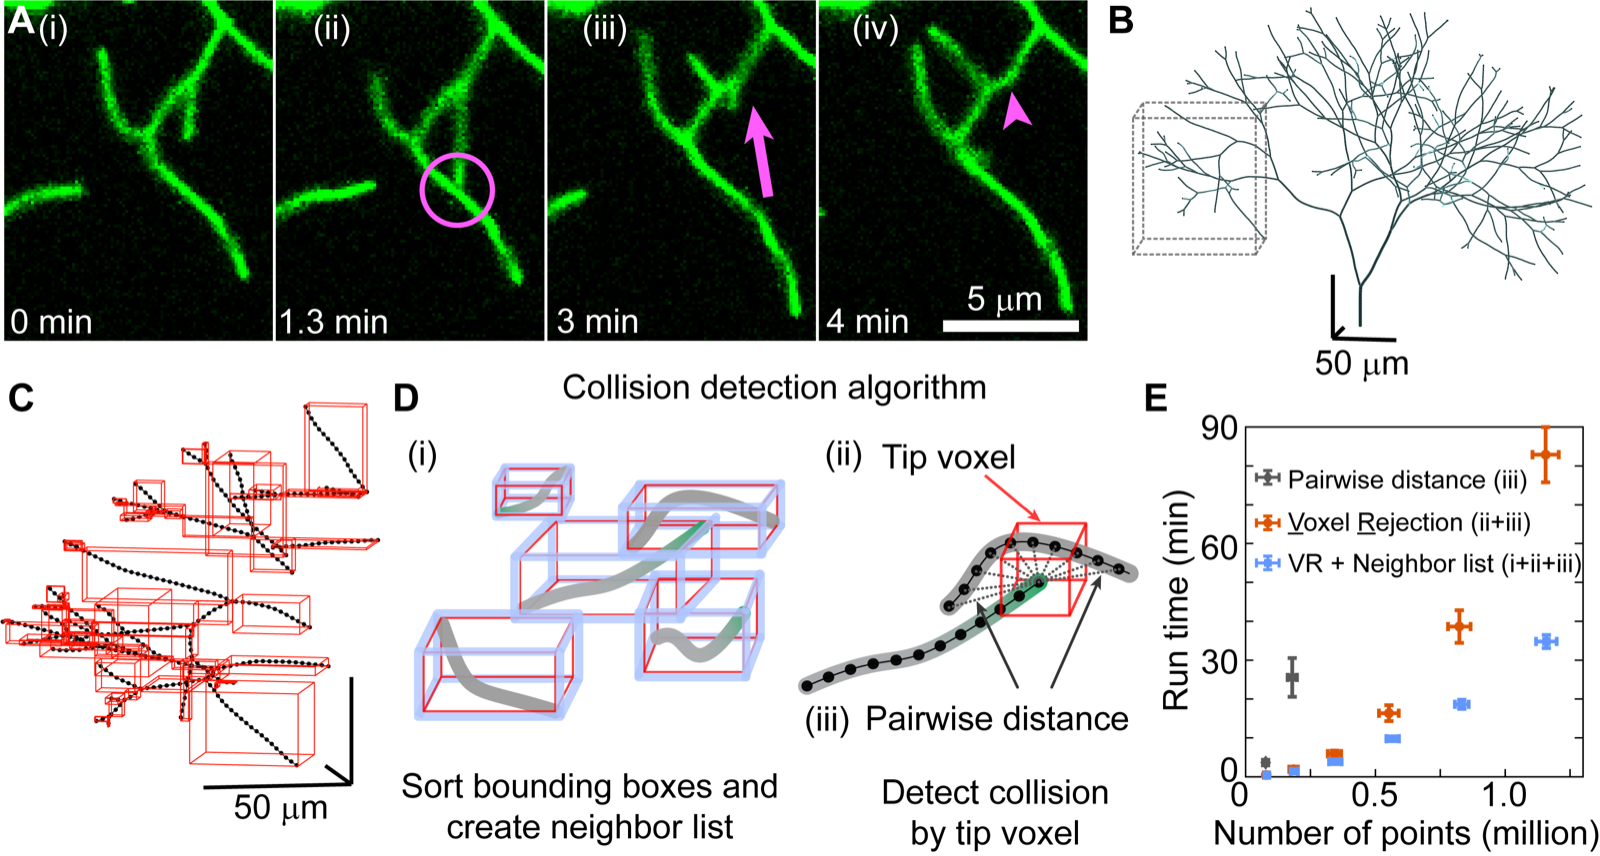 A (i) (ii) (iii) (iv)
0 min 1.3 min 3 min 4 min
5 μm
B
50 μm
C
50 μm
D
Collision detection algorithm
(i)
Sort bounding boxes and
create neighbor list
(ii) Tip voxel
(iii) Pairwise distance
Detect collision
by tip voxel
E
Run time (min)
90
60
30
0
Pairwise distance (iii)
Voxel Rejection (ii+iii)
VR + Neighbor list (i+ii+iii)
0 0.5 1.0
Number of points (million)